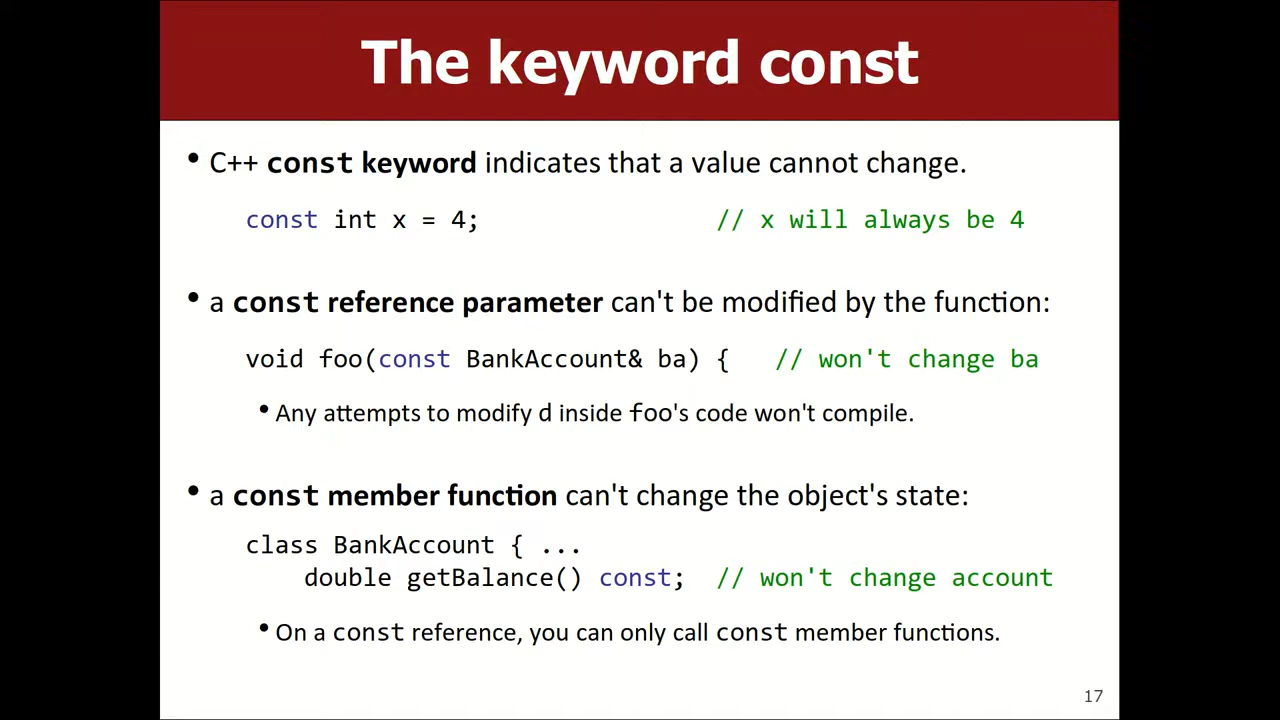 The keyword const
• C++ const keyword indicates that a value cannot change.
const int x = 4; // x will always be 4
• a const reference parameter can't be modified by the function:
void foo(const BankAccount& ba) { // won't change ba
• Any attempts to modify d inside foo's code won't compile.
• a const member function can't change the object's state:
class BankAccount { ...
double getBalance() const; // won't change account
• On a const reference, you can only call const member functions.
17